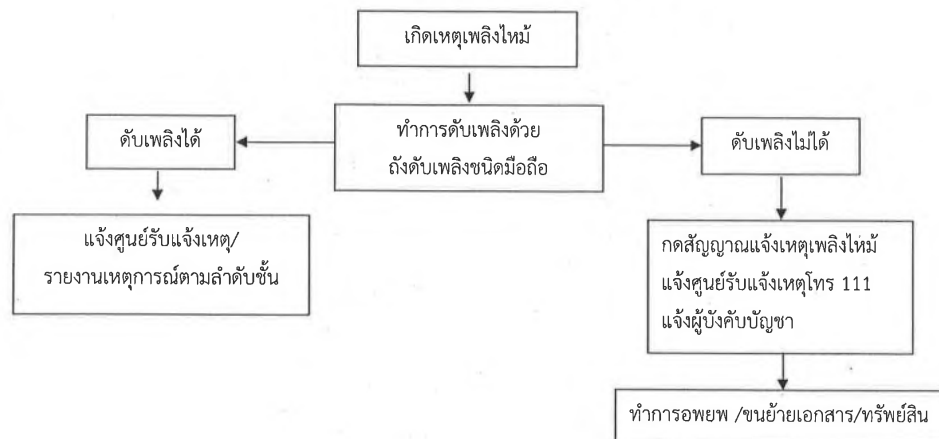 เกิดเหตุเพลิงไหม้
ทำการดับเพลิงด้วย
ถังดับเพลิงชนิดมือถือ
ดับเพลิงได้
ดับเพลิงไม่ได้
แจ้งศูนย์รับแจ้งเหตุ/
รายงานเหตุการณ์ตามลำดับชั้น
กดสัญญาณแจ้งเหตุเพลิงไหม้
แจ้งศูนย์รับแจ้งเหตุโทร 111
แจ้งผู้บังคับบัญชา
ทำการอพยพ /ขนย้ายเอกสาร/ทรัพย์สิน